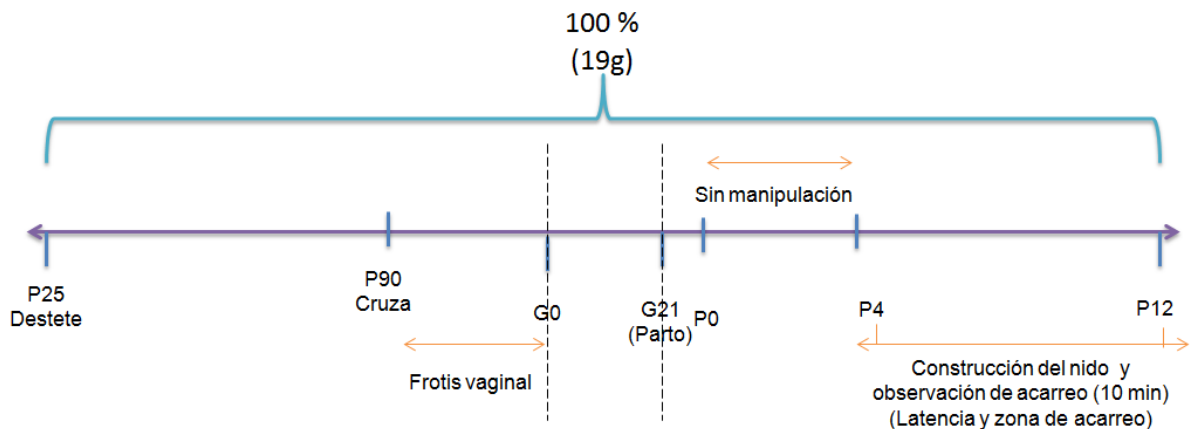 100 %
(19g)
Sin manipulación
P25
Destete
P90
Cruza
G0
G21
(Parto)
P0
P4
P12
Frotis vaginal
Construcción del nido y
observación de acarreo (10 min)
(Latencia y zona de acarreo)